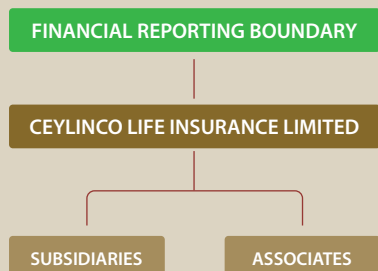 FINANCIAL REPORTING BOUNDARY
CEYLINCO LIFE INSURANCE LIMITED
SUBSIDIARIES
ASSOCIATES